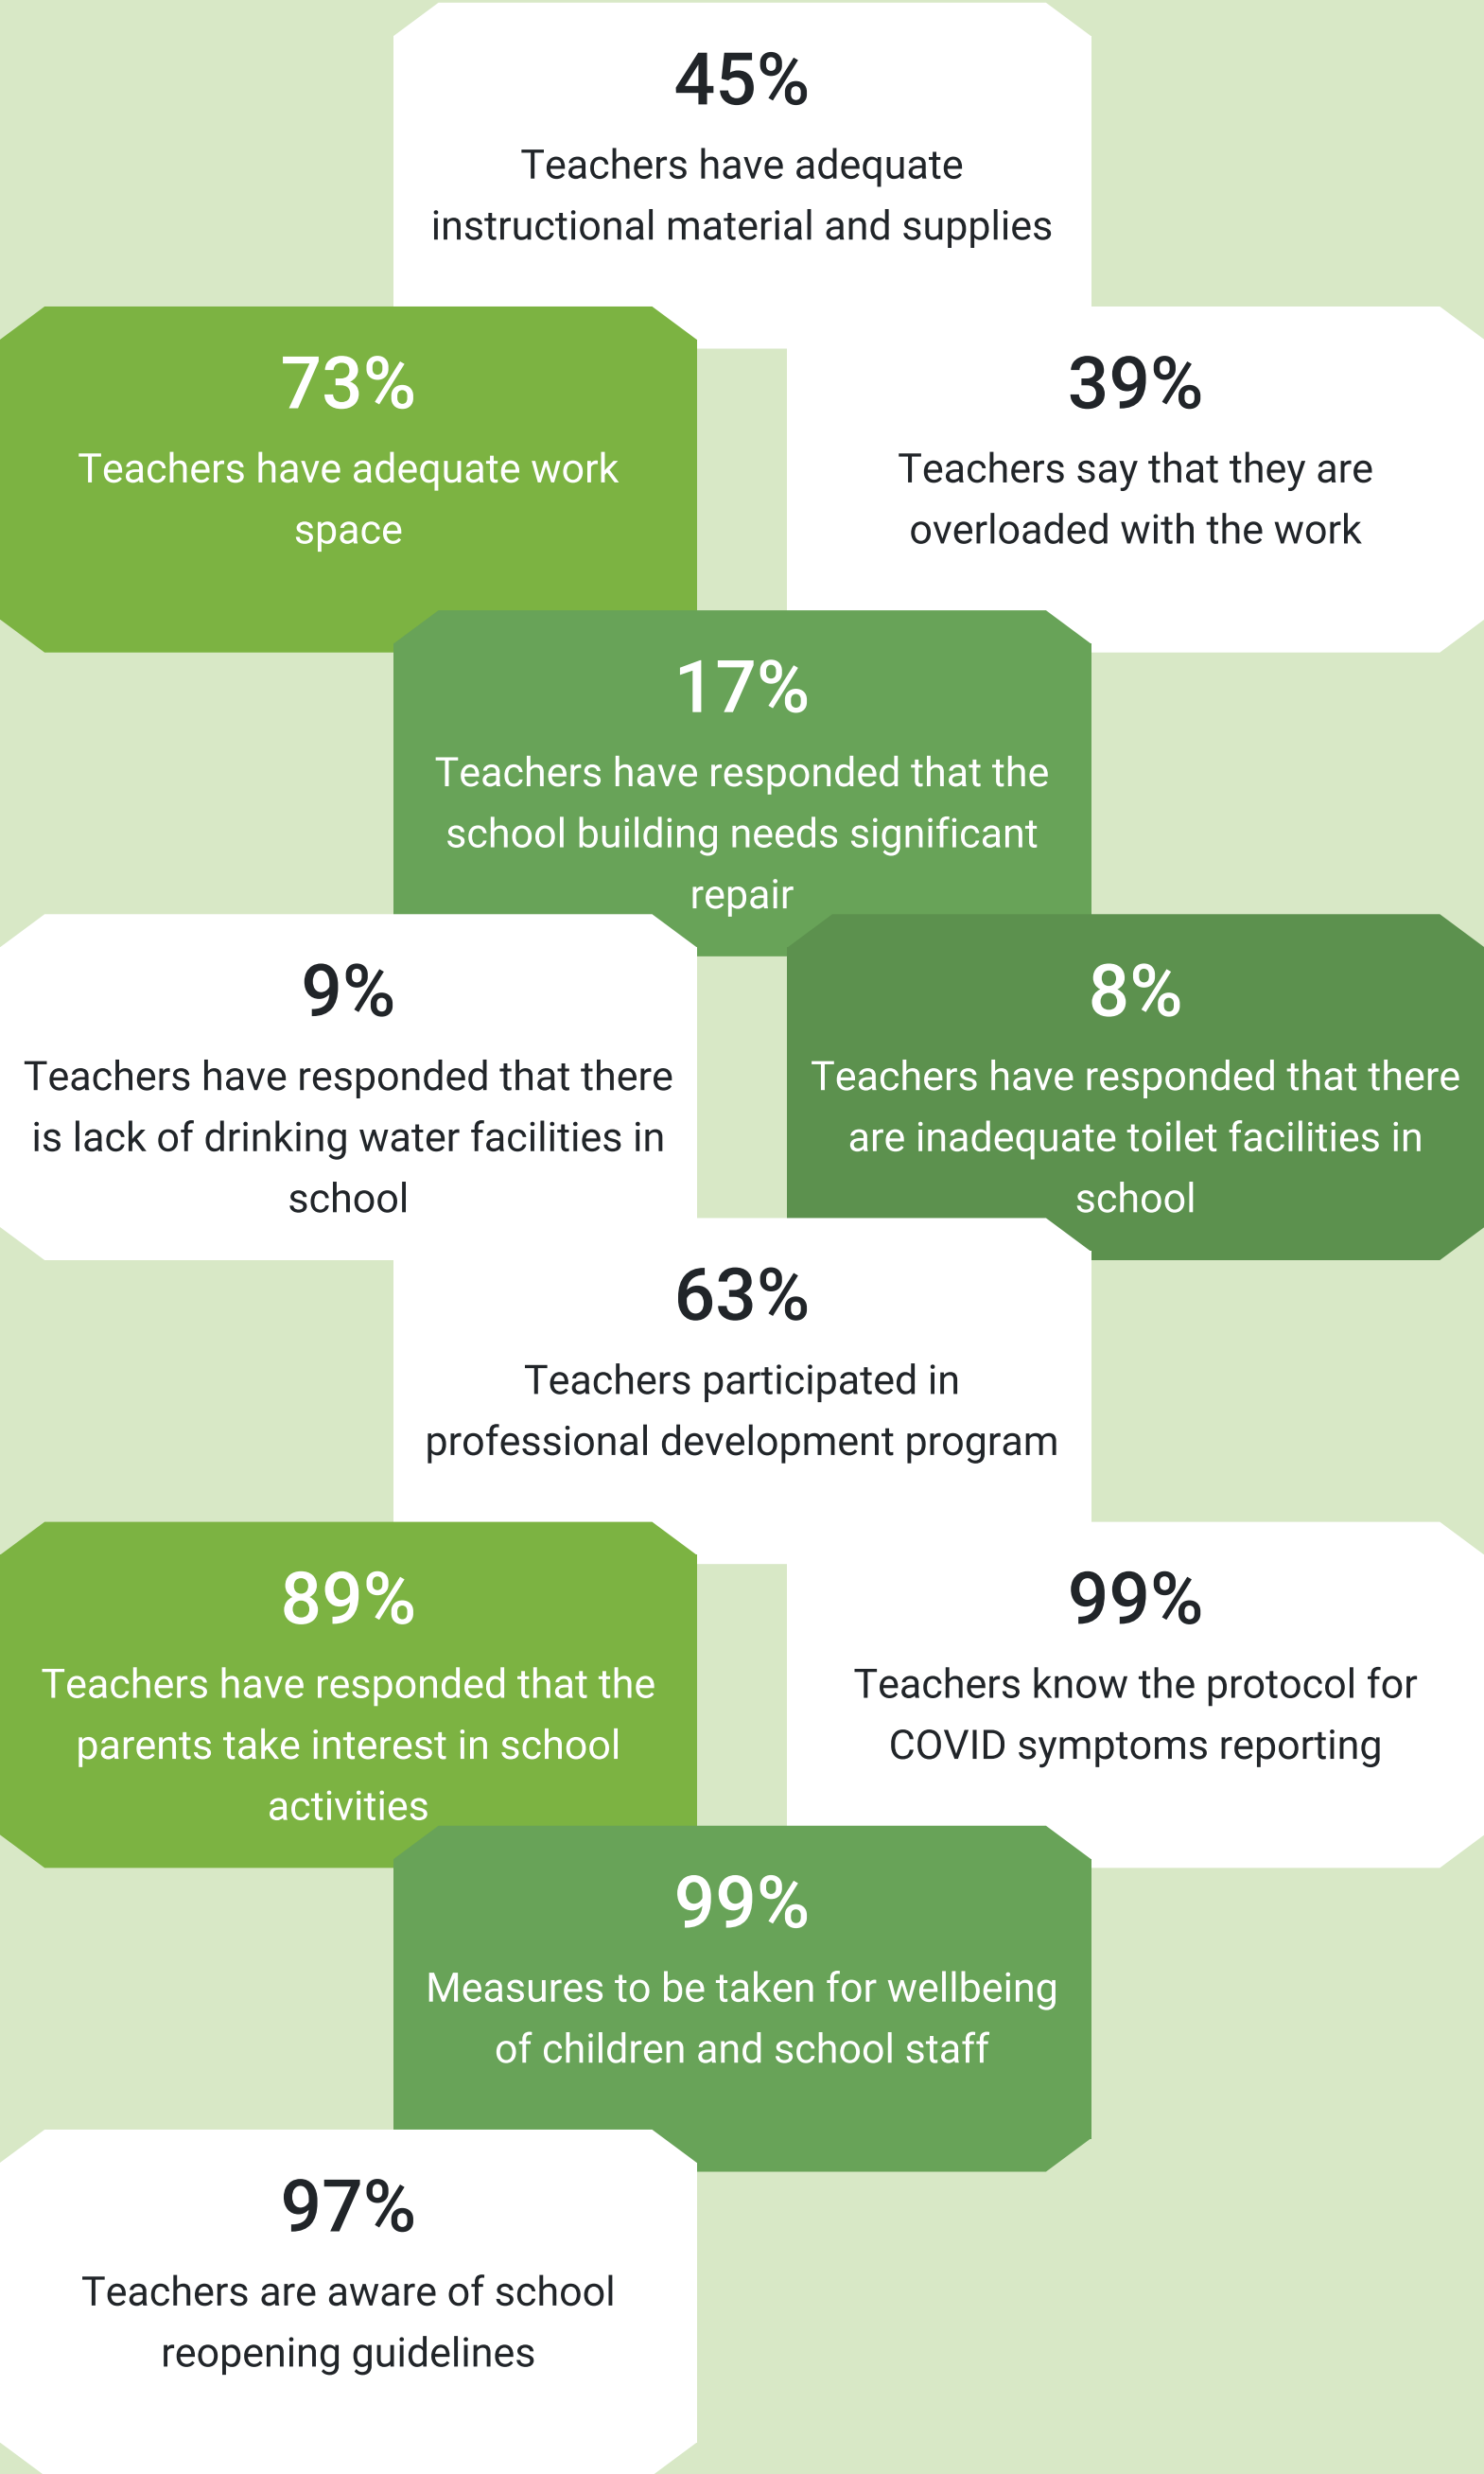 45%
Teachers have adequate
instructional material and supplies
73%
Teachers have adequate work
space
39%
Teachers say that they are
overloaded with the work
17%
Teachers have responded that the
school building needs significant
repair
9%
Teachers have responded that there
is lack of drinking water facilities in
school
8%
Teachers have responded that there
are inadequate toilet facilities in
school
63%
Teachers participated in
professional development program
89%
Teachers have responded that the
parents take interest in school
activities
99%
Teachers know the protocol for
COVID symptoms reporting
99%
Measures to be taken for wellbeing
of children and school staff
97%
Teachers are aware of school
reopening guidelines